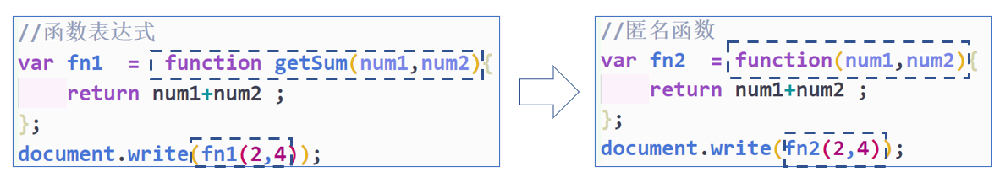 //函数表达式
var fn1  =  function getSum(num1,num2){
    return num1+num2 ;
};
document.write(fn1(2,4));
//匿名函数
var fn2  = function(num1,num2){
    return num1+num2 ;
};
document.write(fn2(2,4));